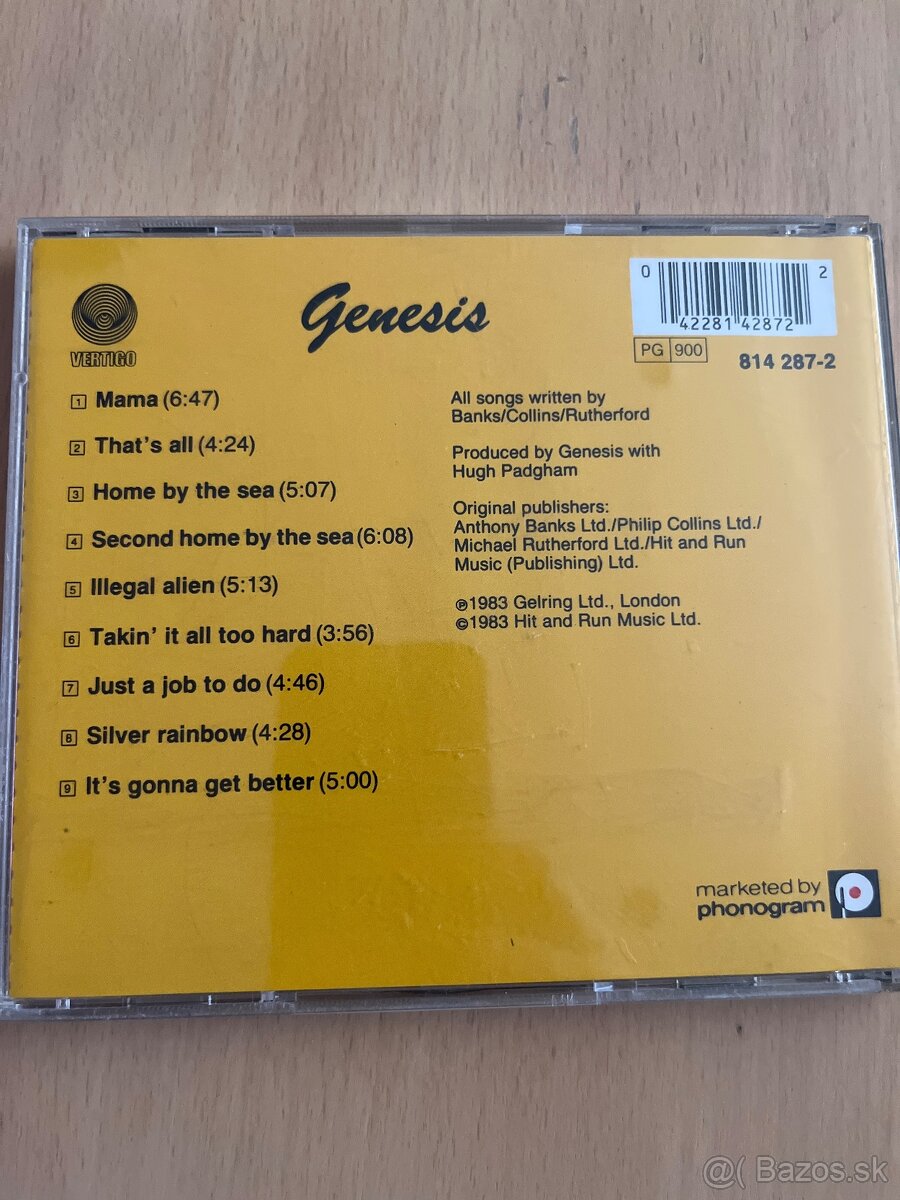 VERTIGO
Genesis
0 42281 42872 2
PG 900
814 287-2
1 Mama (6:47)
2 That's all (4:24)
3 Home by the sea (5:07)
4 Second home by the sea (6:08)
5 Illegal alien (5:13)
6 Takin' it all too hard (3:56)
7 Just a job to do (4:46)
8 Silver rainbow (4:28)
9 It's gonna get better (5:00)
All songs written by
Banks/Collins/Rutherford
Produced by Genesis with
Hugh Padgham
Original publishers:
Anthony Banks Ltd./Philip Collins Ltd./
Michael Rutherford Ltd./Hit and Run
Music (Publishing) Ltd.
℗1983 Gelring Ltd., London
©1983 Hit and Run Music Ltd.
marketed by
phonogram
@( Bazos.sk